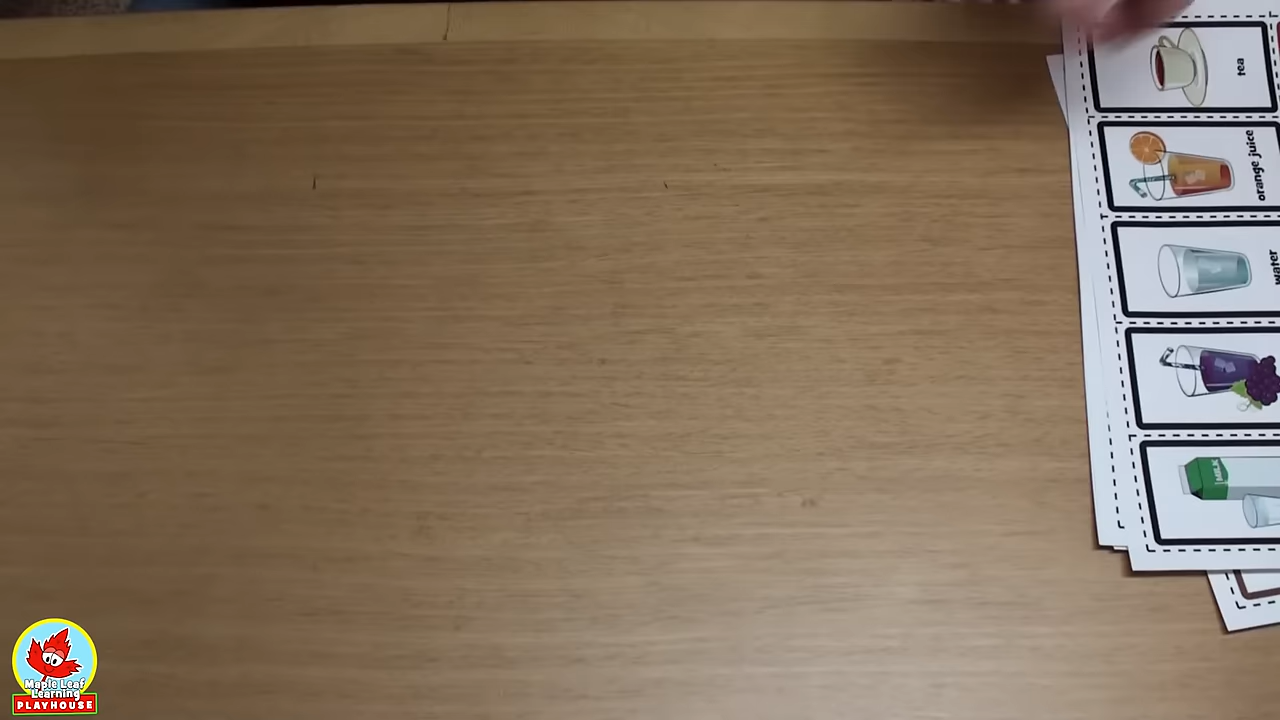 tea
orange juice
water
MILK
Maple Leaf
Learning
PLAYHOUSE